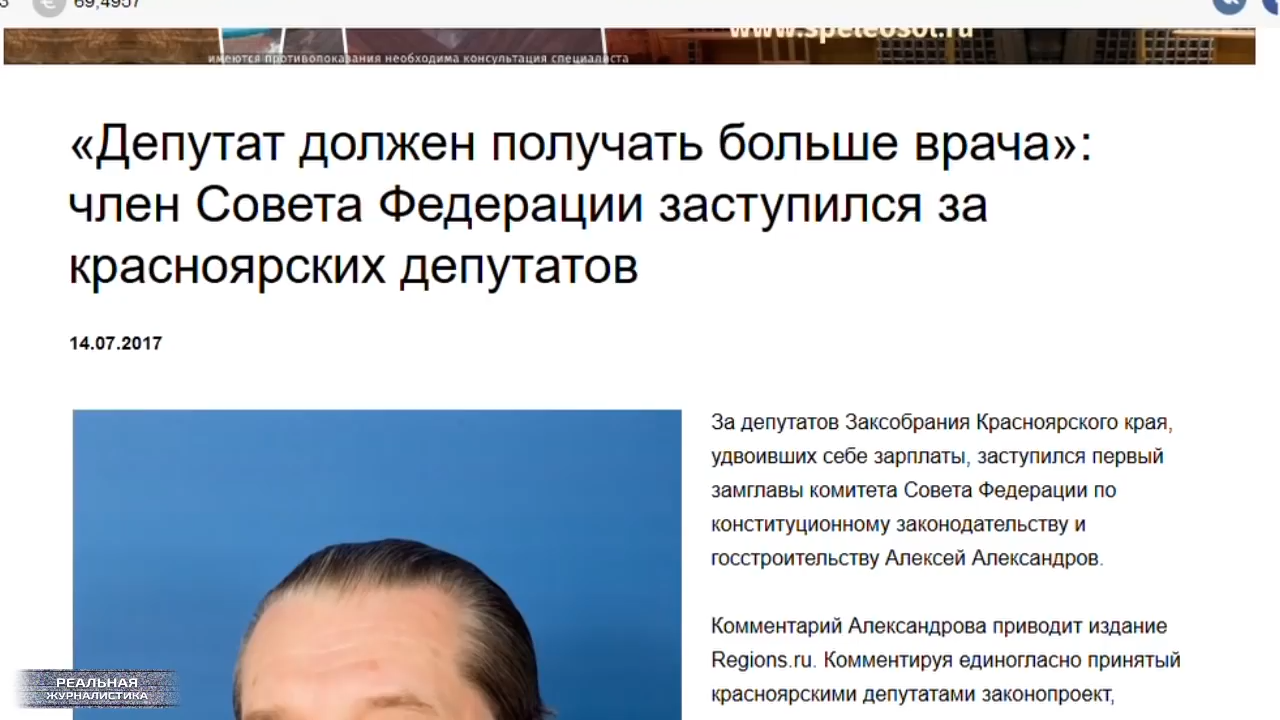 69,4957
www.speleosol.ru
имеются противопоказания необходима консультация специалиста
«Депутат должен получать больше врача»:
член Совета Федерации заступился за
красноярских депутатов
14.07.2017
За депутатов Заксобрания Красноярского края,
удвоивших себе зарплаты, заступился первый
замглавы комитета Совета Федерации по
конституционному законодательству и
госстроительству Алексей Александров.
Комментарий Александрова приводит издание
Regions.ru. Комментируя единогласно принятый
красноярскими депутатами законопроект,
РЕАЛЬНАЯ
ЖУРНАЛИСТИКА